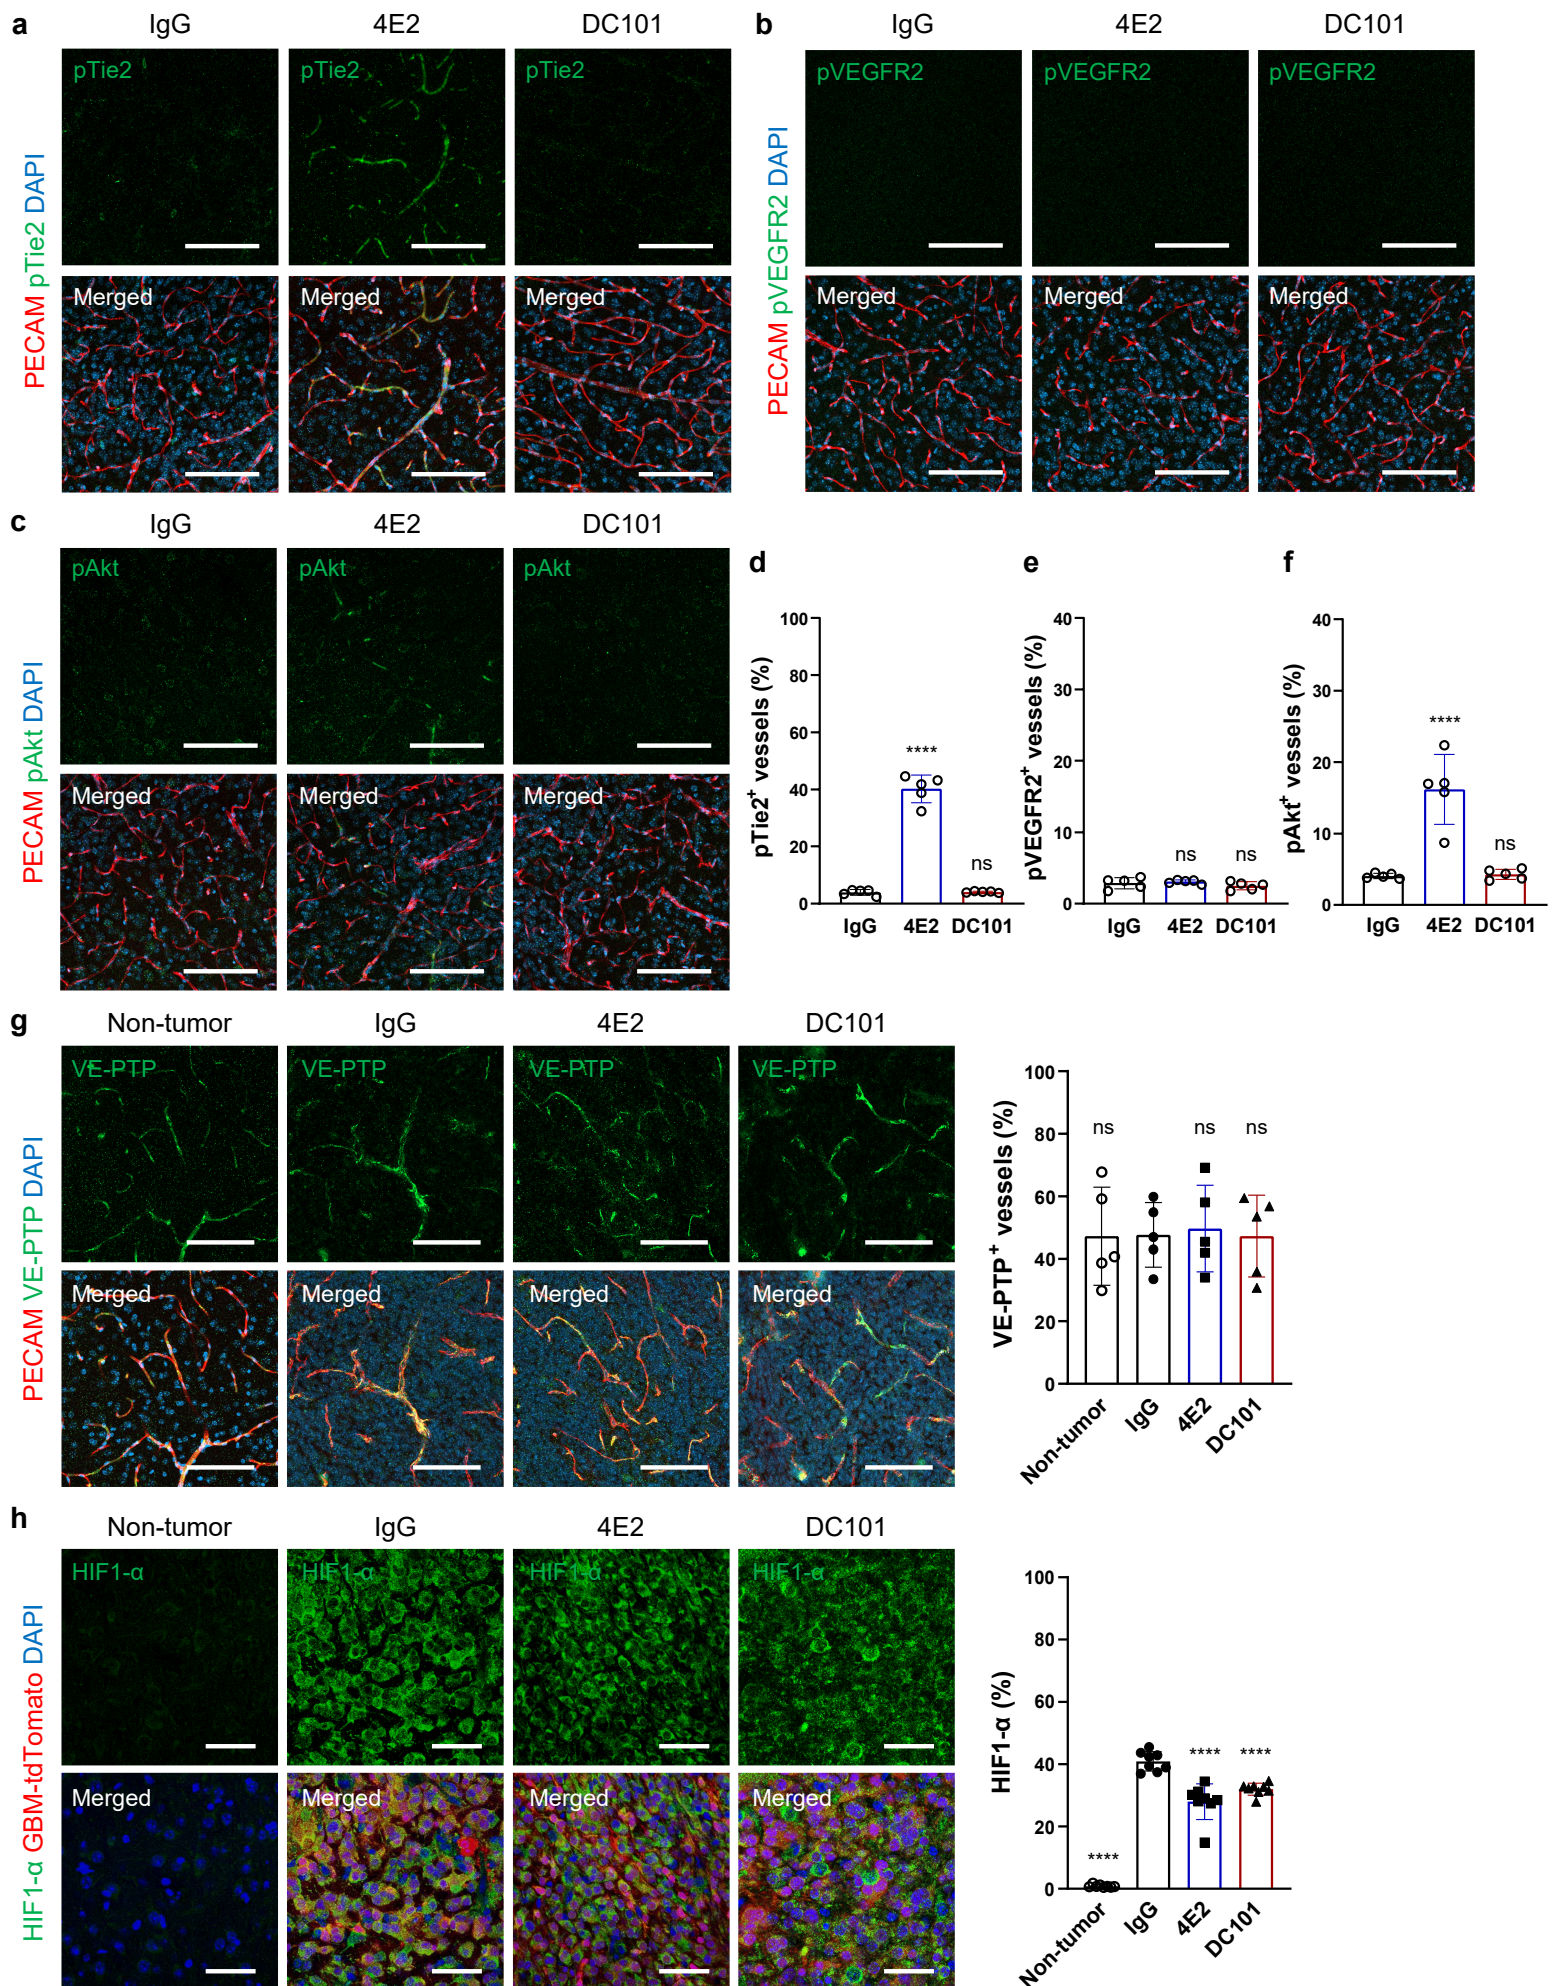 a
IgG
4E2
DC101
PECAM pTie2 DAPI
pTie2
pTie2
pTie2
Merged
Merged
Merged
b
IgG
4E2
DC101
PECAM pVEGFR2 DAPI
pVEGFR2
pVEGFR2
pVEGFR2
Merged
Merged
Merged
c
IgG
4E2
DC101
PECAM pAkt DAPI
pAkt
pAkt
pAkt
Merged
Merged
Merged
d
pTie2+ vessels (%)
100
80
60
40
20
0
****
ns
IgG
4E2
DC101
e
pVEGFR2+ vessels (%)
40
30
20
10
0
ns
ns
IgG
4E2
DC101
f
pAkt+ vessels (%)
40
30
20
10
0
****
ns
IgG
4E2
DC101
g
Non-tumor
IgG
4E2
DC101
PECAM VE-PTP DAPI
VE-PTP
VE-PTP
VE-PTP
VE-PTP
Merged
Merged
Merged
Merged
VE-PTP+ vessels (%)
100
80
60
40
20
0
ns
ns
ns
Non-tumor
IgG
4E2
DC101
h
Non-tumor
IgG
4E2
DC101
HIF1-α GBM-tdTomato DAPI
HIF1-α
HIF1-α
HIF1-α
HIF1-α
Merged
Merged
Merged
Merged
HIF1-α (%)
100
80
60
40
20
0
****
****
****
Non-tumor
IgG
4E2
DC101